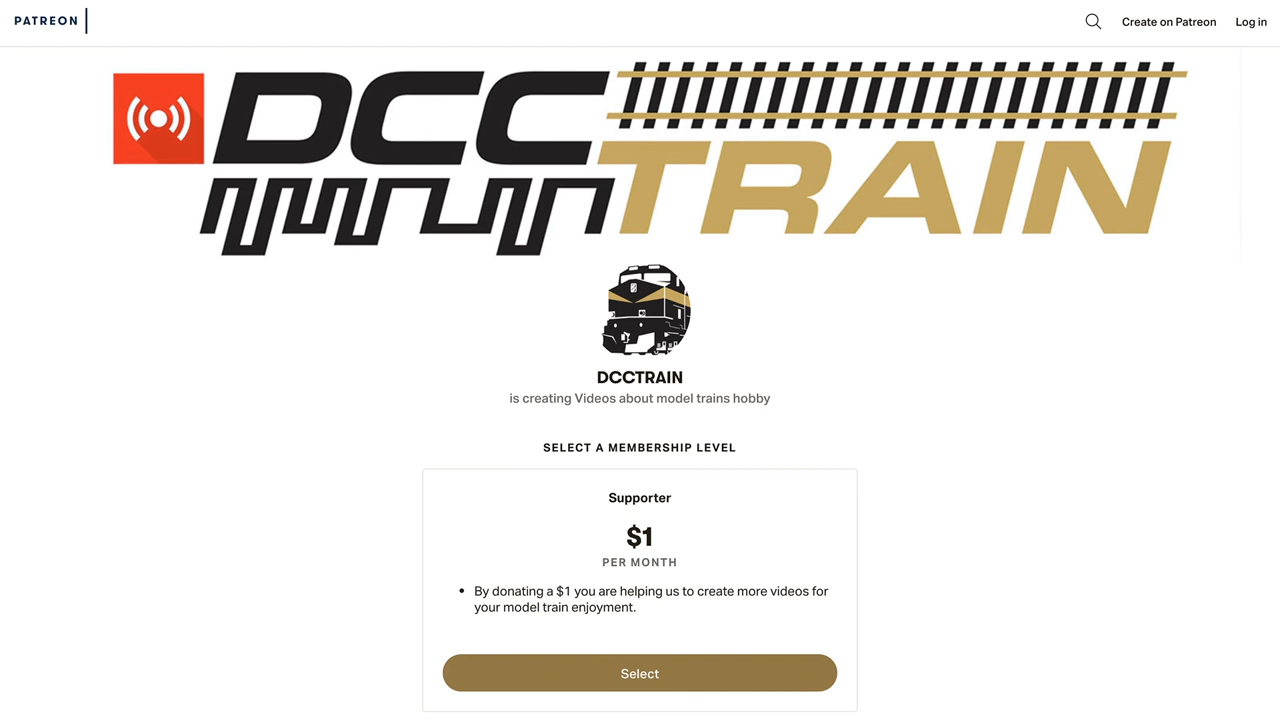 PATREON
Create on Patreon
Log in
DCC
TRAIN
DCCTRAIN
is creating Videos about model trains hobby
SELECT A MEMBERSHIP LEVEL
Supporter
$1
PER MONTH
• By donating a $1 you are helping us to create more videos for
your model train enjoyment.
Select